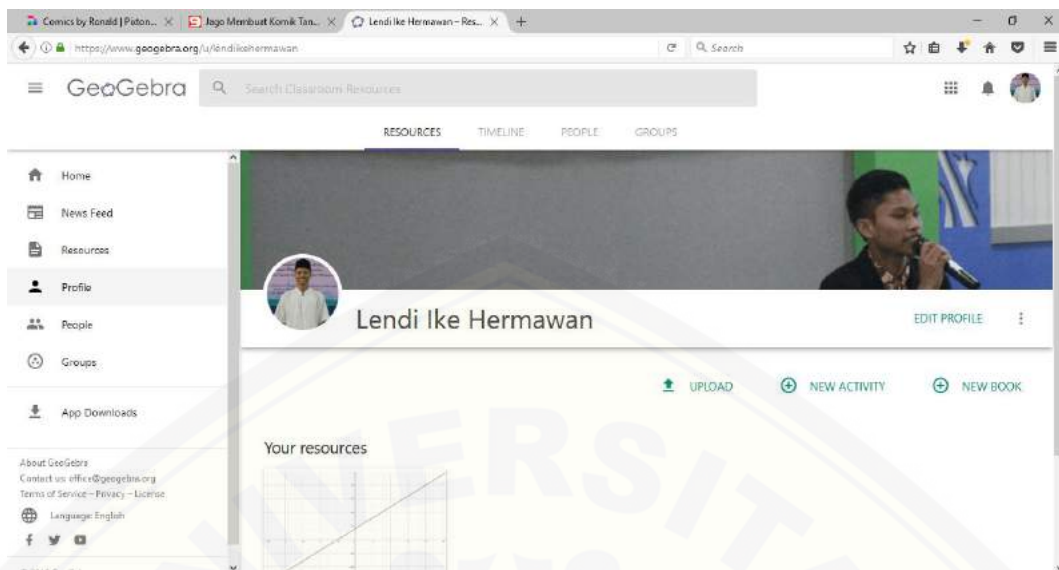 Comics by Ronald | Pixton...
Jago Membuat Komik Tan...
Lendi Ike Hermawan – Res...
https://www.geogebra.org/u/lendiikehermawan
Search
GeoGebra
Search Classroom Resources
RESOURCES TIMELINE PEOPLE GROUPS
Home
News Feed
Resources
Profile
People
Groups
App Downloads
About GeoGebra
Contact us: office@geogebra.org
Terms of Service – Privacy – License
Language: English
Lendi Ike Hermawan
EDIT PROFILE
UPLOAD NEW ACTIVITY NEW BOOK
Your resources